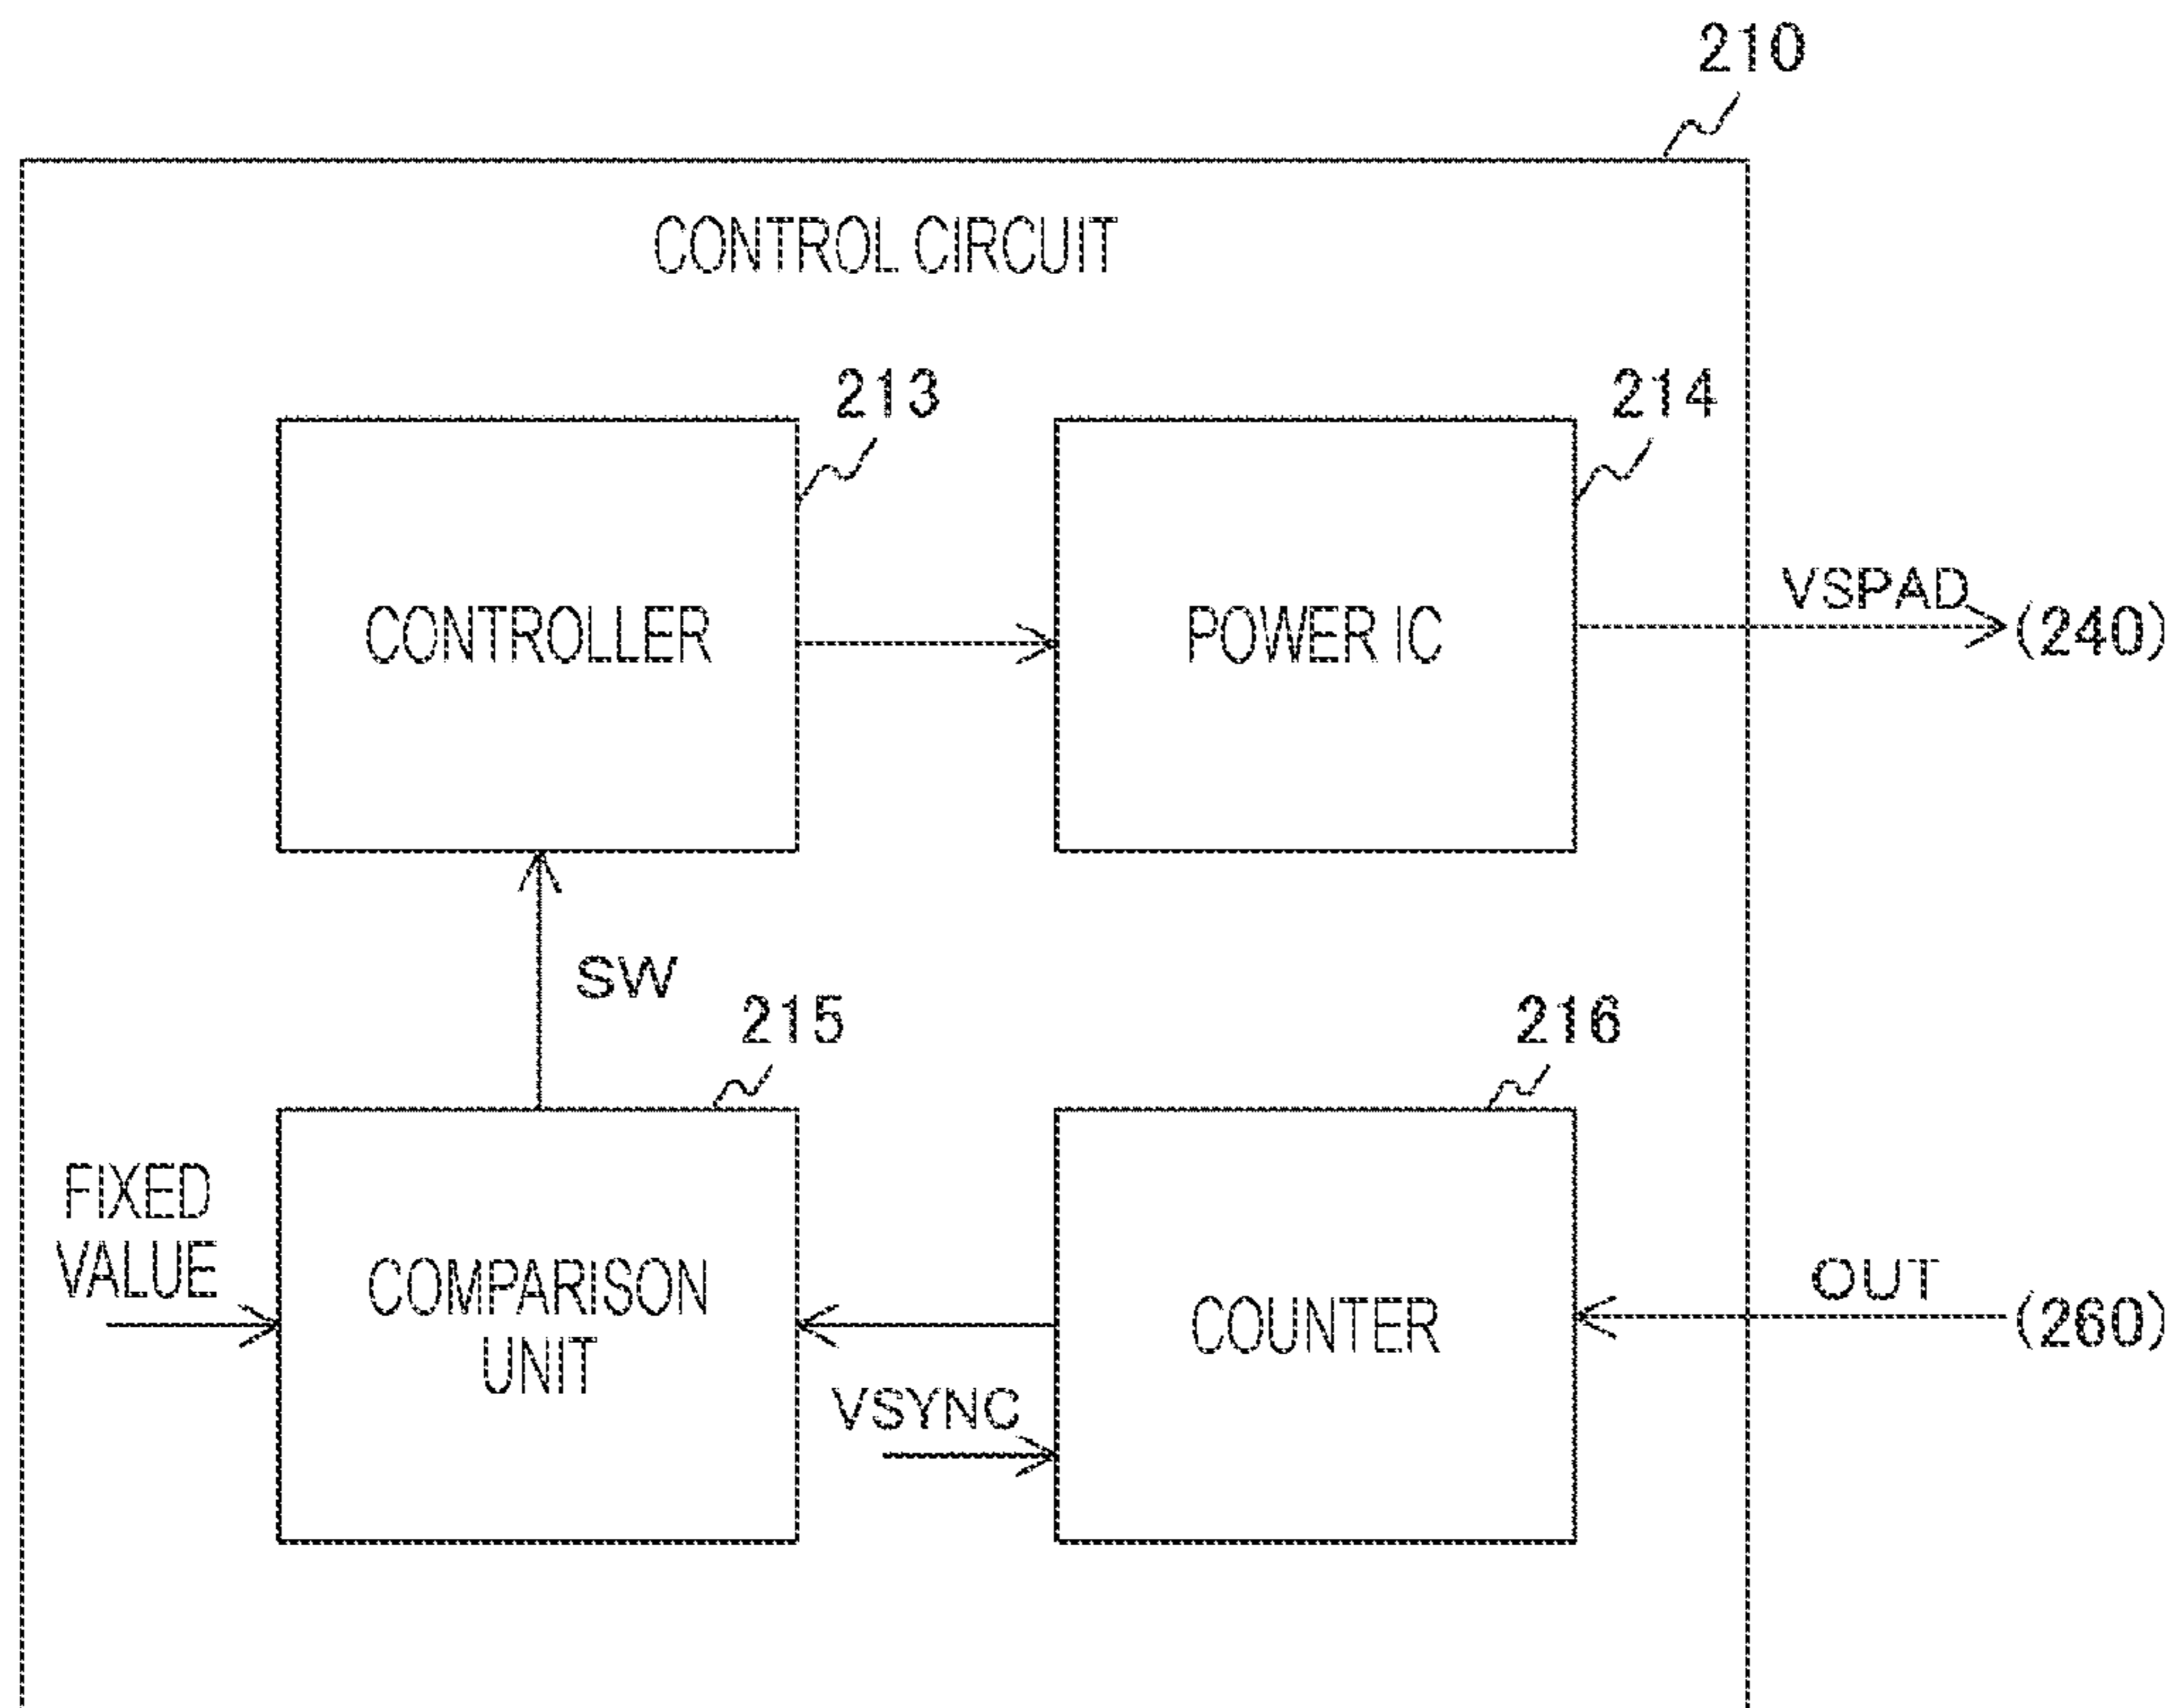 210
CONTROL CIRCUIT
213
214
CONTROLLER
POWER IC
VSPAD
(240)
SW
215
216
FIXED
VALUE
COMPARISON
UNIT
VSYNC
COUNTER
OUT
(260)